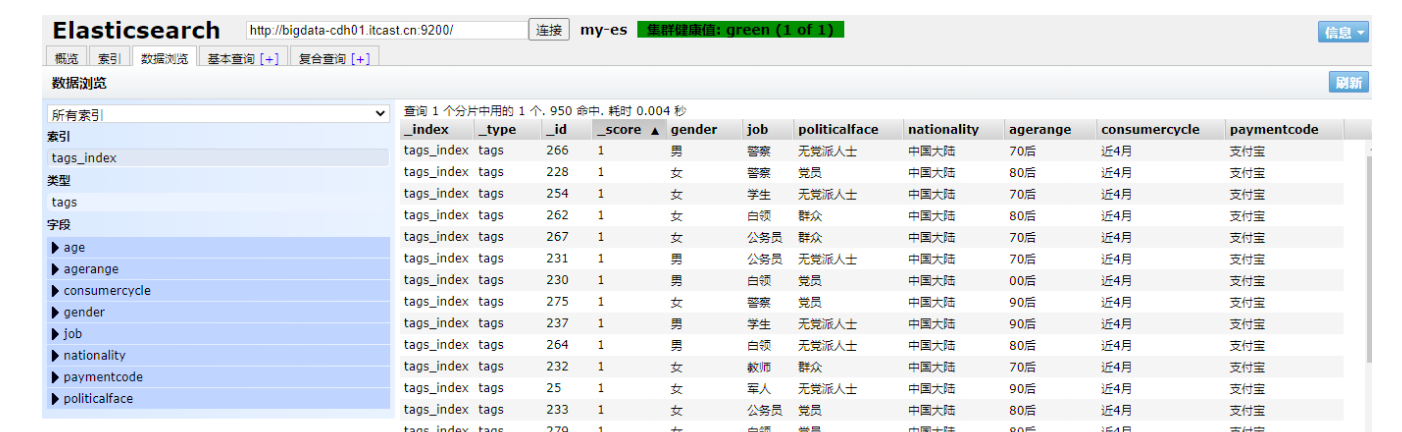 Elasticsearch http://bigdata-cdh01.itcast.cn:9200/ 连接 my-es 集群健康值: green (1 of 1) 信息
概览 索引 数据浏览 基本查询 [+] 复合查询 [+]
数据浏览 刷新
所有索引
索引
tags_index
类型
tags
字段
age
agerange
consumercycle
gender
job
nationality
paymentcode
politicalface
查询 1 个分片中用的 1 个. 950 命中. 耗时 0.004 秒
_index _type _id _score ▲ gender job politicalface nationality agerange consumercycle paymentcode
tags_index tags 266 1 男 警察 无党派人士 中国大陆 70后 近4月 支付宝
tags_index tags 228 1 女 警察 党员 中国大陆 80后 近4月 支付宝
tags_index tags 254 1 女 学生 无党派人士 中国大陆 70后 近4月 支付宝
tags_index tags 262 1 女 白领 群众 中国大陆 80后 近4月 支付宝
tags_index tags 267 1 女 公务员 群众 中国大陆 70后 近4月 支付宝
tags_index tags 231 1 男 公务员 无党派人士 中国大陆 70后 近4月 支付宝
tags_index tags 230 1 男 白领 党员 中国大陆 00后 近4月 支付宝
tags_index tags 275 1 女 警察 党员 中国大陆 90后 近4月 支付宝
tags_index tags 237 1 男 学生 无党派人士 中国大陆 90后 近4月 支付宝
tags_index tags 264 1 男 白领 无党派人士 中国大陆 80后 近4月 支付宝
tags_index tags 232 1 女 教师 群众 中国大陆 70后 近4月 支付宝
tags_index tags 25 1 女 军人 无党派人士 中国大陆 90后 近4月 支付宝
tags_index tags 233 1 女 公务员 党员 中国大陆 80后 近4月 支付宝
tags_index tags 279 1 女 白领 党员 中国大陆 80后 近4月 支付宝